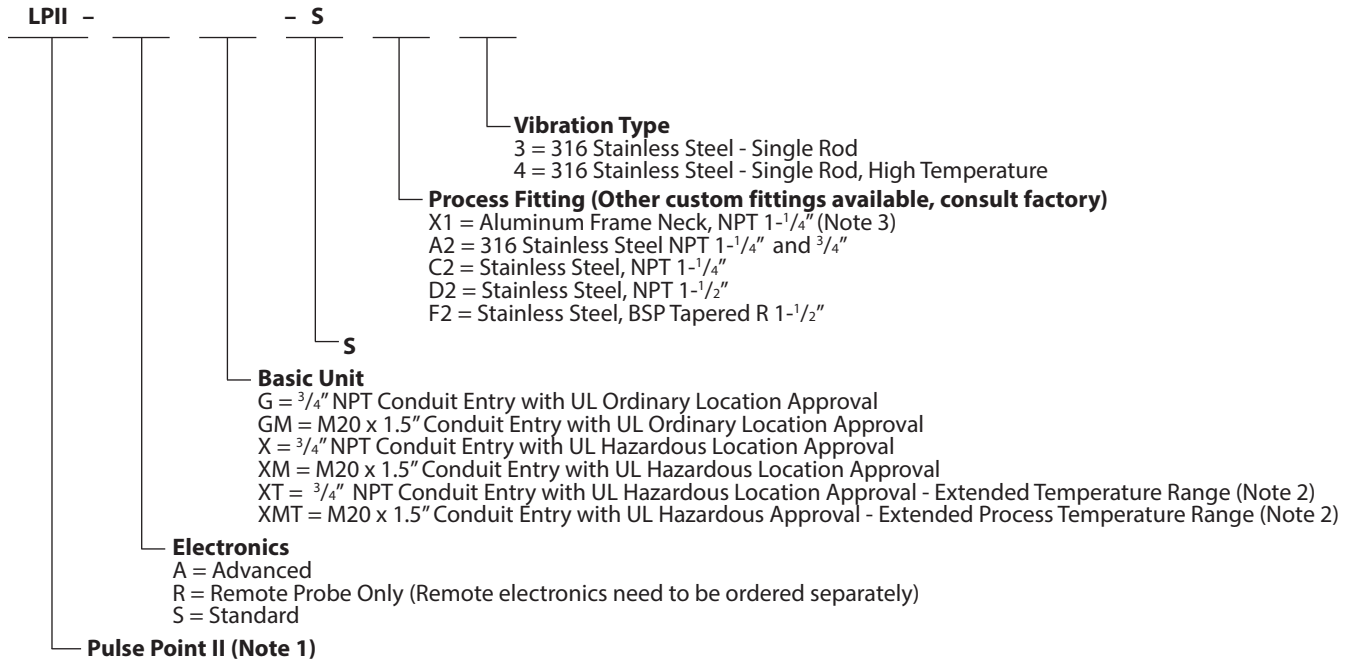 LPII – – S
Vibration Type
3 = 316 Stainless Steel - Single Rod
4 = 316 Stainless Steel - Single Rod, High Temperature
Process Fitting (Other custom fittings available, consult factory)
X1 = Aluminum Frame Neck, NPT 1-1/4" (Note 3)
A2 = 316 Stainless Steel NPT 1-1/4" and 3/4"
C2 = Stainless Steel, NPT 1-1/4"
D2 = Stainless Steel, NPT 1-1/2"
F2 = Stainless Steel, BSP Tapered R 1-1/2"
S
Basic Unit
G = 3/4" NPT Conduit Entry with UL Ordinary Location Approval
GM = M20 x 1.5" Conduit Entry with UL Ordinary Location Approval
X = 3/4" NPT Conduit Entry with UL Hazardous Location Approval
XM = M20 x 1.5" Conduit Entry with UL Hazardous Location Approval
XT = 3/4" NPT Conduit Entry with UL Hazardous Location Approval - Extended Temperature Range (Note 2)
XMT = M20 x 1.5" Conduit Entry with UL Hazardous Approval - Extended Process Temperature Range (Note 2)
Electronics
A = Advanced
R = Remote Probe Only (Remote electronics need to be ordered separately)
S = Standard
Pulse Point II (Note 1)